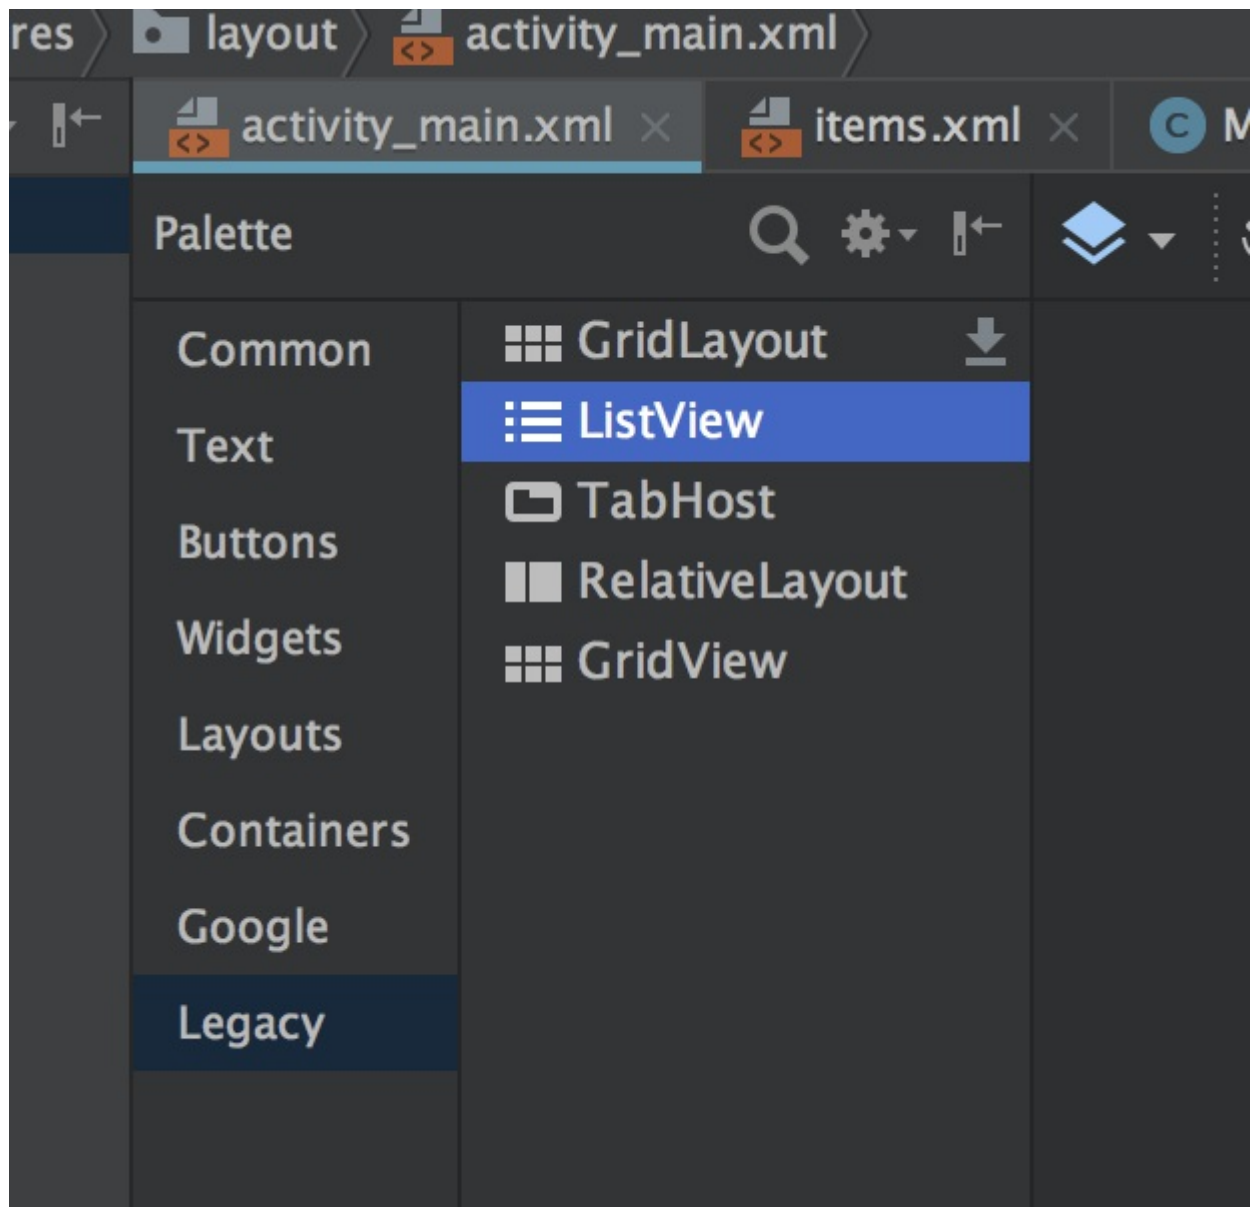 res layout activity_main.xml
activity_main.xml items.xml C M
Palette
Common
Text
Buttons
Widgets
Layouts
Containers
Google
Legacy
GridLayout
ListView
TabHost
RelativeLayout
GridView